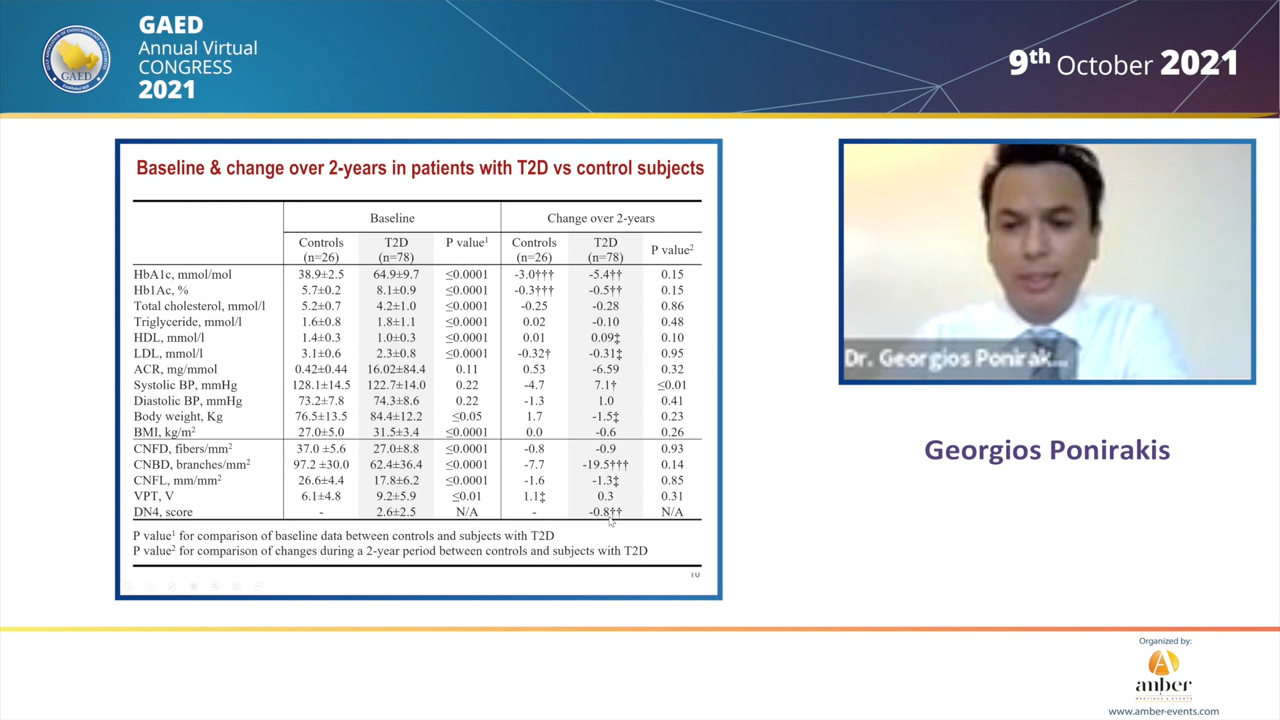 GAED
Annual Virtual
CONGRESS
2021
GAED
9th October 2021
Baseline & change over 2-years in patients with T2D vs control subjects
Baseline Change over 2-years
Controls (n=26) T2D (n=78) P value¹ Controls (n=26) T2D (n=78) P value²
HbA1c, mmol/mol 38.9±2.5 64.9±9.7 ≤0.0001 -3.0††† -5.4†† 0.15
Hb1Ac, % 5.7±0.2 8.1±0.9 ≤0.0001 -0.3††† -0.5†† 0.15
Total cholesterol, mmol/l 5.2±0.7 4.2±1.0 ≤0.0001 -0.25 -0.28 0.86
Triglyceride, mmol/l 1.6±0.8 1.8±1.1 ≤0.0001 0.02 -0.10 0.48
HDL, mmol/l 1.4±0.3 1.0±0.3 ≤0.0001 0.01 0.09‡ 0.10
LDL, mmol/l 3.1±0.6 2.3±0.8 ≤0.0001 -0.32† -0.31‡ 0.95
ACR, mg/mmol 0.42±0.44 16.02±84.4 0.11 0.53 -6.59 0.32
Systolic BP, mmHg 128.1±14.5 122.7±14.0 0.22 -4.7 7.1† ≤0.01
Diastolic BP, mmHg 73.2±7.8 74.3±8.6 0.22 -1.3 1.0 0.41
Body weight, Kg 76.5±13.5 84.4±12.2 ≤0.05 1.7 -1.5‡ 0.23
BMI, kg/m² 27.0±5.0 31.5±3.4 ≤0.0001 0.0 -0.6 0.26
CNFD, fibers/mm² 37.0 ±5.6 27.0±8.8 ≤0.0001 -0.8 -0.9 0.93
CNBD, branches/mm² 97.2 ±30.0 62.4±36.4 ≤0.0001 -7.7 -19.5††† 0.14
CNFL, mm/mm² 26.6±4.4 17.8±6.2 ≤0.0001 -1.6 -1.3‡ 0.85
VPT, V 6.1±4.8 9.2±5.9 ≤0.01 1.1‡ 0.3 0.31
DN4, score - 2.6±2.5 N/A - -0.8†† N/A
P value¹ for comparison of baseline data between controls and subjects with T2D
P value² for comparison of changes during a 2-year period between controls and subjects with T2D
10
Dr. Georgios Ponirak...
Georgios Ponirakis
Organized by:
amber
MEETINGS & EVENTS
www.amber-events.com